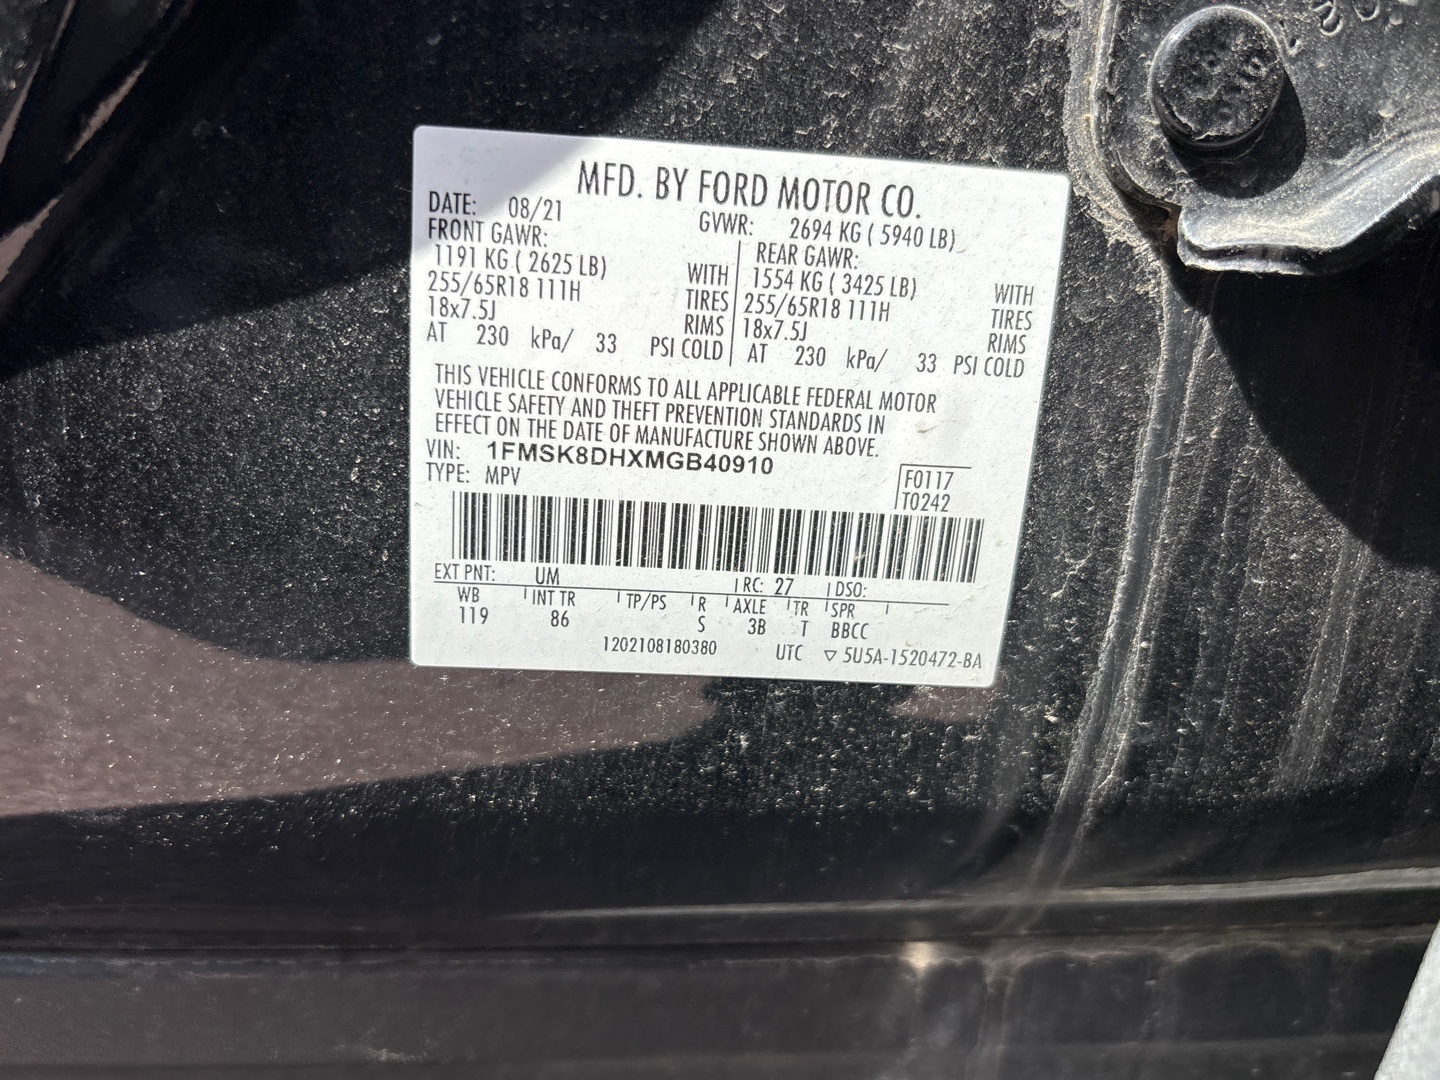 MFD. BY FORD MOTOR CO.
DATE: 08/21 GVWR: 2694 KG ( 5940 LB)
FRONT GAWR: REAR GAWR:
1191 KG ( 2625 LB) WITH 1554 KG ( 3425 LB) WITH
255/65R18 111H TIRES 255/65R18 111H TIRES
18x7.5J RIMS 18x7.5J RIMS
AT 230 kPa/ 33 PSI COLD AT 230 kPa/ 33 PSI COLD
THIS VEHICLE CONFORMS TO ALL APPLICABLE FEDERAL MOTOR
VEHICLE SAFETY AND THEFT PREVENTION STANDARDS IN
EFFECT ON THE DATE OF MANUFACTURE SHOWN ABOVE.
VIN: 1FMSK8DHXMGB40910
TYPE: MPV F0117
T0242
EXT PNT: UM RC: 27 DSO:
WB INT TR TP/PS R AXLE TR SPR
119 86 S 3B T BBCC
1202108180380 UTC ▽ 5U5A-1520472-BA